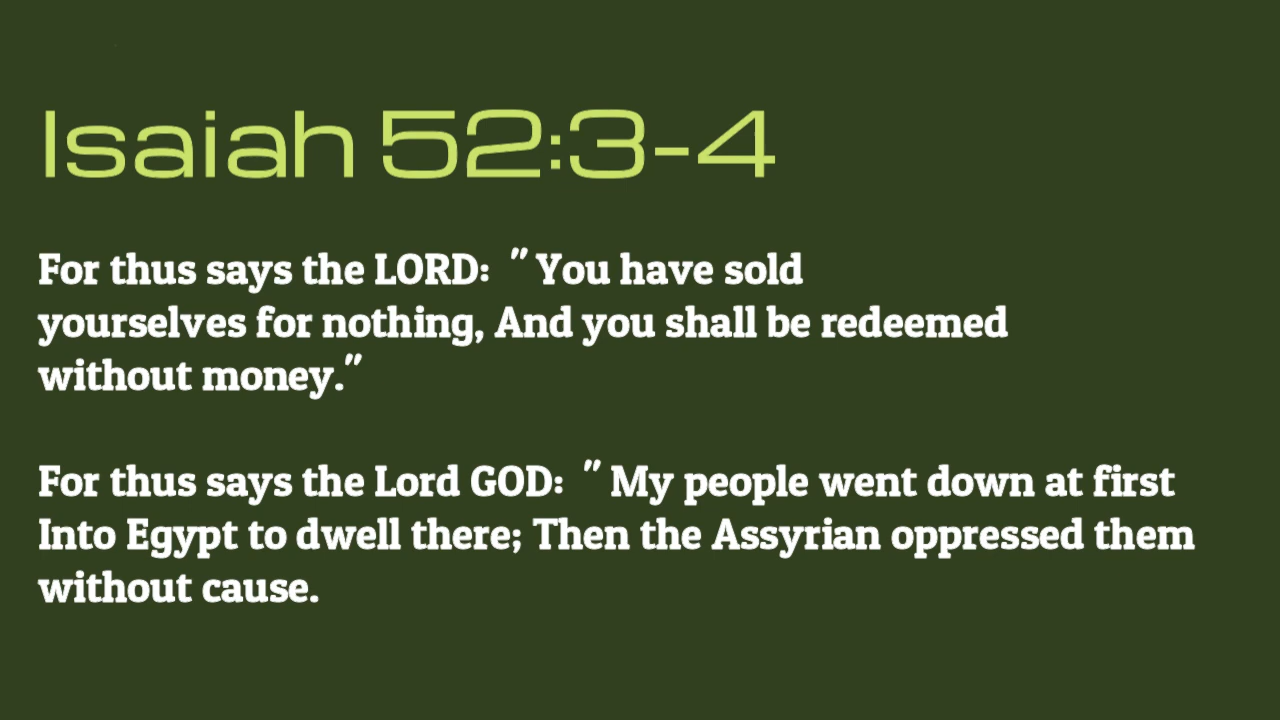 Isaiah 52:3-4
For thus says the LORD:  " You have sold
yourselves for nothing, And you shall be redeemed
without money."
For thus says the Lord GOD:  " My people went down at first
Into Egypt to dwell there; Then the Assyrian oppressed them
without cause.